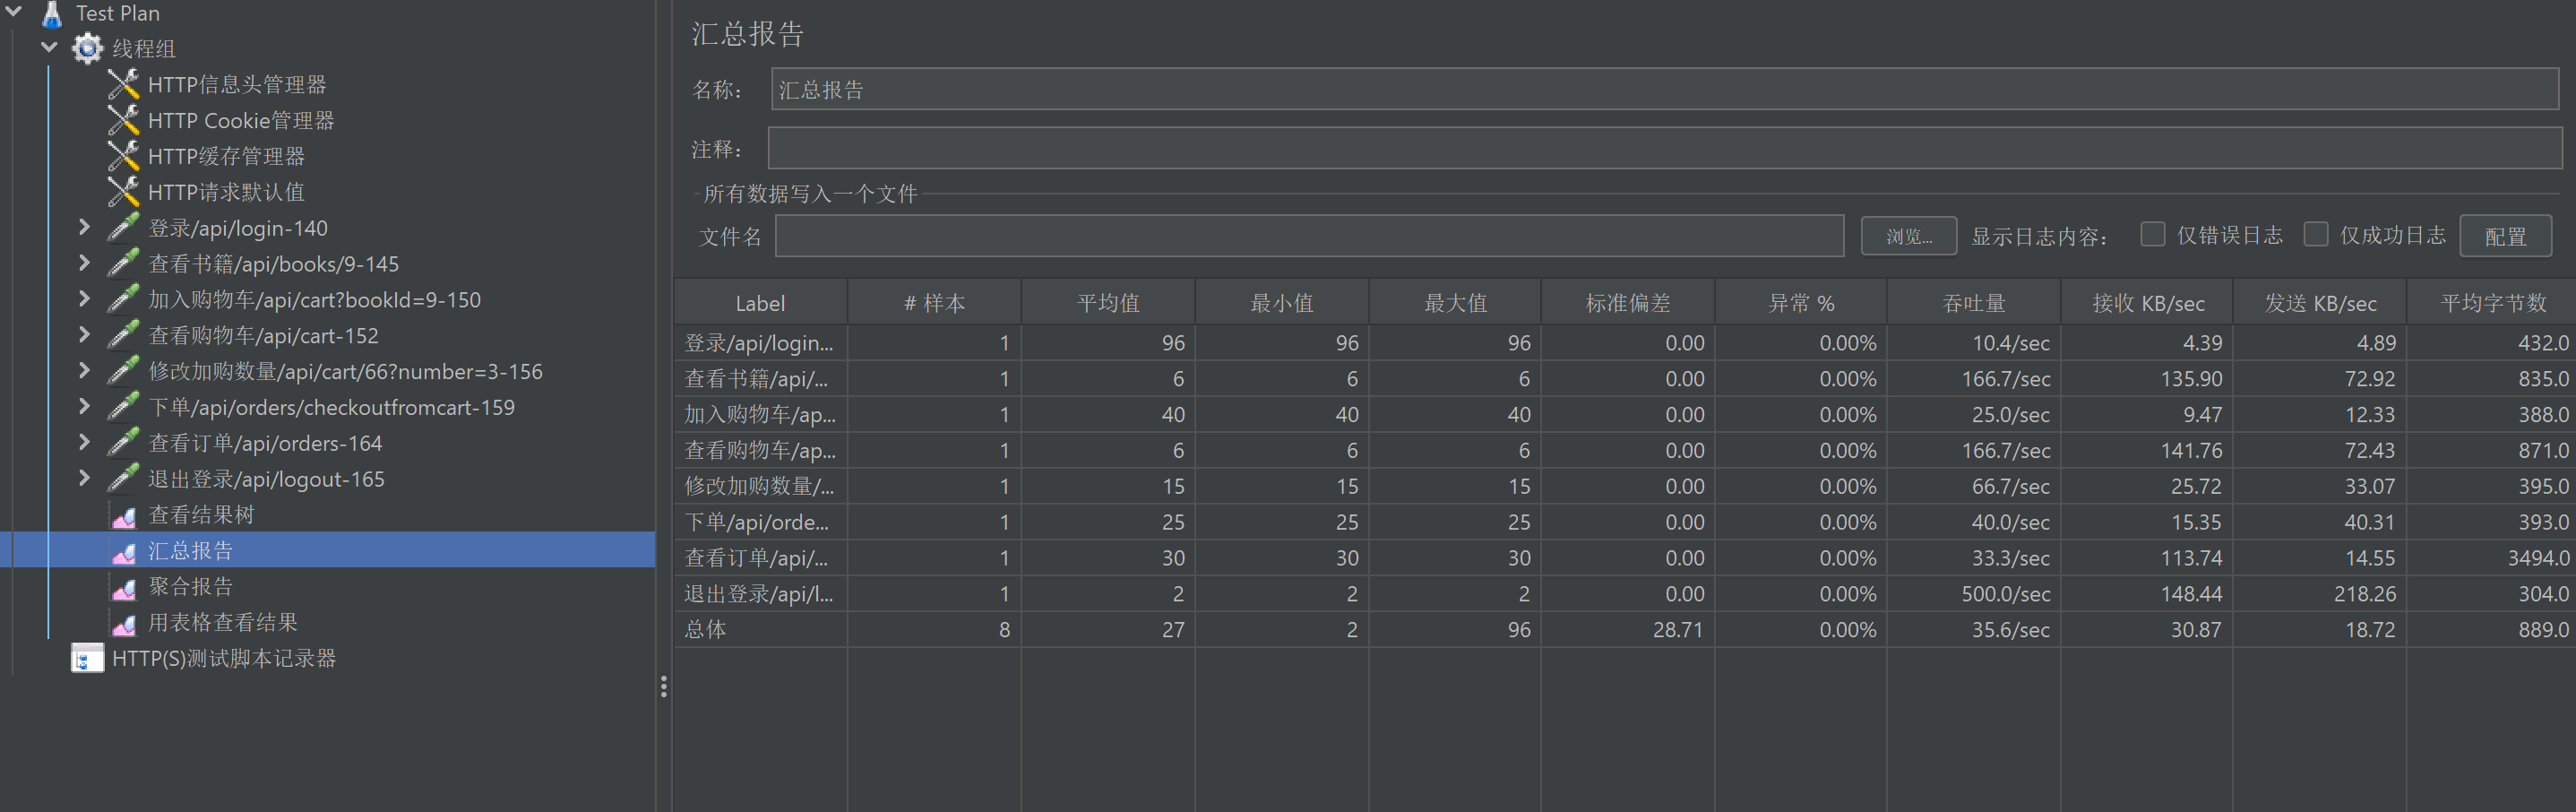 Test Plan
线程组
HTTP信息头管理器
HTTP Cookie管理器
HTTP缓存管理器
HTTP请求默认值
登录/api/login-140
查看书籍/api/books/9-145
加入购物车/api/cart?bookId=9-150
查看购物车/api/cart-152
修改加购数量/api/cart/66?number=3-156
下单/api/orders/checkoutfromcart-159
查看订单/api/orders-164
退出登录/api/logout-165
查看结果树
汇总报告
聚合报告
用表格查看结果
HTTP(S)测试脚本记录器
汇总报告
名称： 汇总报告
注释：
所有数据写入一个文件
文件名 浏览... 显示日志内容： 仅错误日志 仅成功日志 配置
Label # 样本 平均值 最小值 最大值 标准偏差 异常 % 吞吐量 接收 KB/sec 发送 KB/sec 平均字节数
登录/api/login... 1 96 96 96 0.00 0.00% 10.4/sec 4.39 4.89 432.0
查看书籍/api/... 1 6 6 6 0.00 0.00% 166.7/sec 135.90 72.92 835.0
加入购物车/ap... 1 40 40 40 0.00 0.00% 25.0/sec 9.47 12.33 388.0
查看购物车/ap... 1 6 6 6 0.00 0.00% 166.7/sec 141.76 72.43 871.0
修改加购数量/... 1 15 15 15 0.00 0.00% 66.7/sec 25.72 33.07 395.0
下单/api/orde... 1 25 25 25 0.00 0.00% 40.0/sec 15.35 40.31 393.0
查看订单/api/... 1 30 30 30 0.00 0.00% 33.3/sec 113.74 14.55 3494.0
退出登录/api/l... 1 2 2 2 0.00 0.00% 500.0/sec 148.44 218.26 304.0
总体 8 27 2 96 28.71 0.00% 35.6/sec 30.87 18.72 889.0